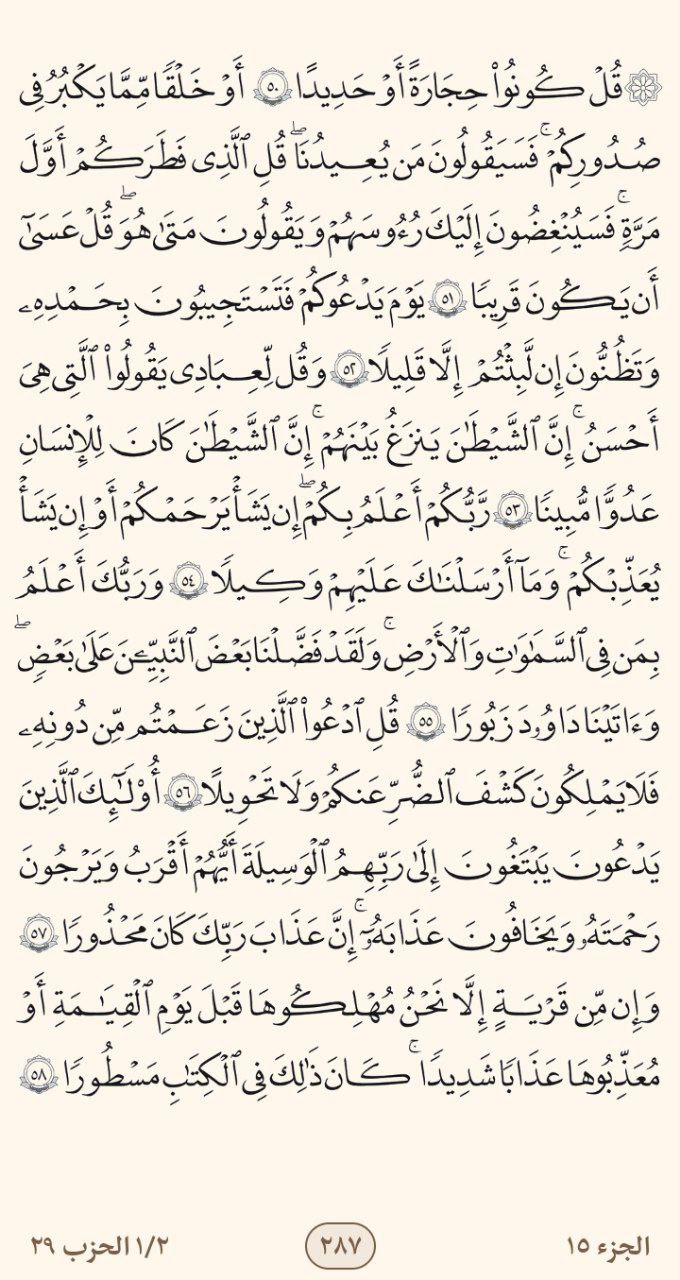 ۞ قُلۡ كُونُواْ حِجَارَةً أَوۡ حَدِيدًا ٥٠ أَوۡ خَلۡقًا مِّمَّا يَكۡبُرُ فِي
صُدُورِكُمۡۚ فَسَيَقُولُونَ مَن يُعِيدُنَاۖ قُلِ ٱلَّذِي فَطَرَكُمۡ أَوَّلَ
مَرَّةٖۚ فَسَيُنۡغِضُونَ إِلَيۡكَ رُءُوسَهُمۡ وَيَقُولُونَ مَتَىٰ هُوَۖ قُلۡ عَسَىٰٓ
أَن يَكُونَ قَرِيبٗا ٥١ يَوۡمَ يَدۡعُوكُمۡ فَتَسۡتَجِيبُونَ بِحَمۡدِهِۦ
وَتَظُنُّونَ إِن لَّبِثۡتُمۡ إِلَّا قَلِيلٗا ٥٢ وَقُل لِّعِبَادِي يَقُولُواْ ٱلَّتِي هِيَ
أَحۡسَنُۚ إِنَّ ٱلشَّيۡطَٰنَ يَنزَغُ بَيۡنَهُمۡۚ إِنَّ ٱلشَّيۡطَٰنَ كَانَ لِلۡإِنسَٰنِ
عَدُوّٗا مُّبِينٗا ٥٣ رَّبُّكُمۡ أَعۡلَمُ بِكُمۡۖ إِن يَشَأۡ يَرۡحَمۡكُمۡ أَوۡ إِن يَشَأۡ
يُعَذِّبۡكُمۡۚ وَمَآ أَرۡسَلۡنَٰكَ عَلَيۡهِمۡ وَكِيلٗا ٥٤ وَرَبُّكَ أَعۡلَمُ
بِمَن فِي ٱلسَّمَٰوَٰتِ وَٱلۡأَرۡضِۚ وَلَقَدۡ فَضَّلۡنَا بَعۡضَ ٱلنَّبِيِّـۧنَ عَلَىٰ بَعۡضٖۖ
وَءَاتَيۡنَا دَاوُۥدَ زَبُورٗا ٥٥ قُلِ ٱدۡعُواْ ٱلَّذِينَ زَعَمۡتُم مِّن دُونِهِۦ
فَلَا يَمۡلِكُونَ كَشۡفَ ٱلضُّرِّ عَنكُمۡ وَلَا تَحۡوِيلًا ٥٦ أُوْلَٰٓئِكَ ٱلَّذِينَ
يَدۡعُونَ يَبۡتَغُونَ إِلَىٰ رَبِّهِمُ ٱلۡوَسِيلَةَ أَيُّهُمۡ أَقۡرَبُ وَيَرۡجُونَ
رَحۡمَتَهُۥ وَيَخَافُونَ عَذَابَهُۥٓۚ إِنَّ عَذَابَ رَبِّكَ كَانَ مَحۡذُورٗا ٥٧
وَإِن مِّن قَرۡيَةٍ إِلَّا نَحۡنُ مُهۡلِكُوهَا قَبۡلَ يَوۡمِ ٱلۡقِيَٰمَةِ أَوۡ
مُعَذِّبُوهَا عَذَابٗا شَدِيدٗاۚ كَانَ ذَٰلِكَ فِي ٱلۡكِتَٰبِ مَسۡطُورٗا ٥٨
الجزء ١٥ ٢٨٧ ١/٢ الحزب ٢٩